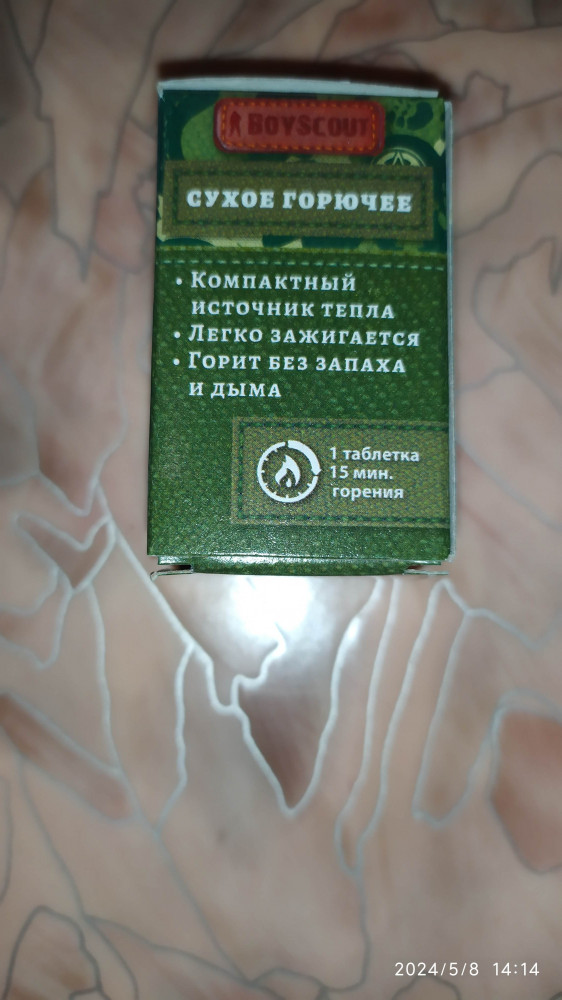 BOYSCOUT
СУХОЕ ГОРЮЧЕЕ
• КОМПАКТНЫЙ
ИСТОЧНИК ТЕПЛА
• ЛЕГКО ЗАЖИГАЕТСЯ
• ГОРИТ БЕЗ ЗАПАХА
И ДЫМА
1 таблетка
15 мин.
горения
2024/5/8 14:14